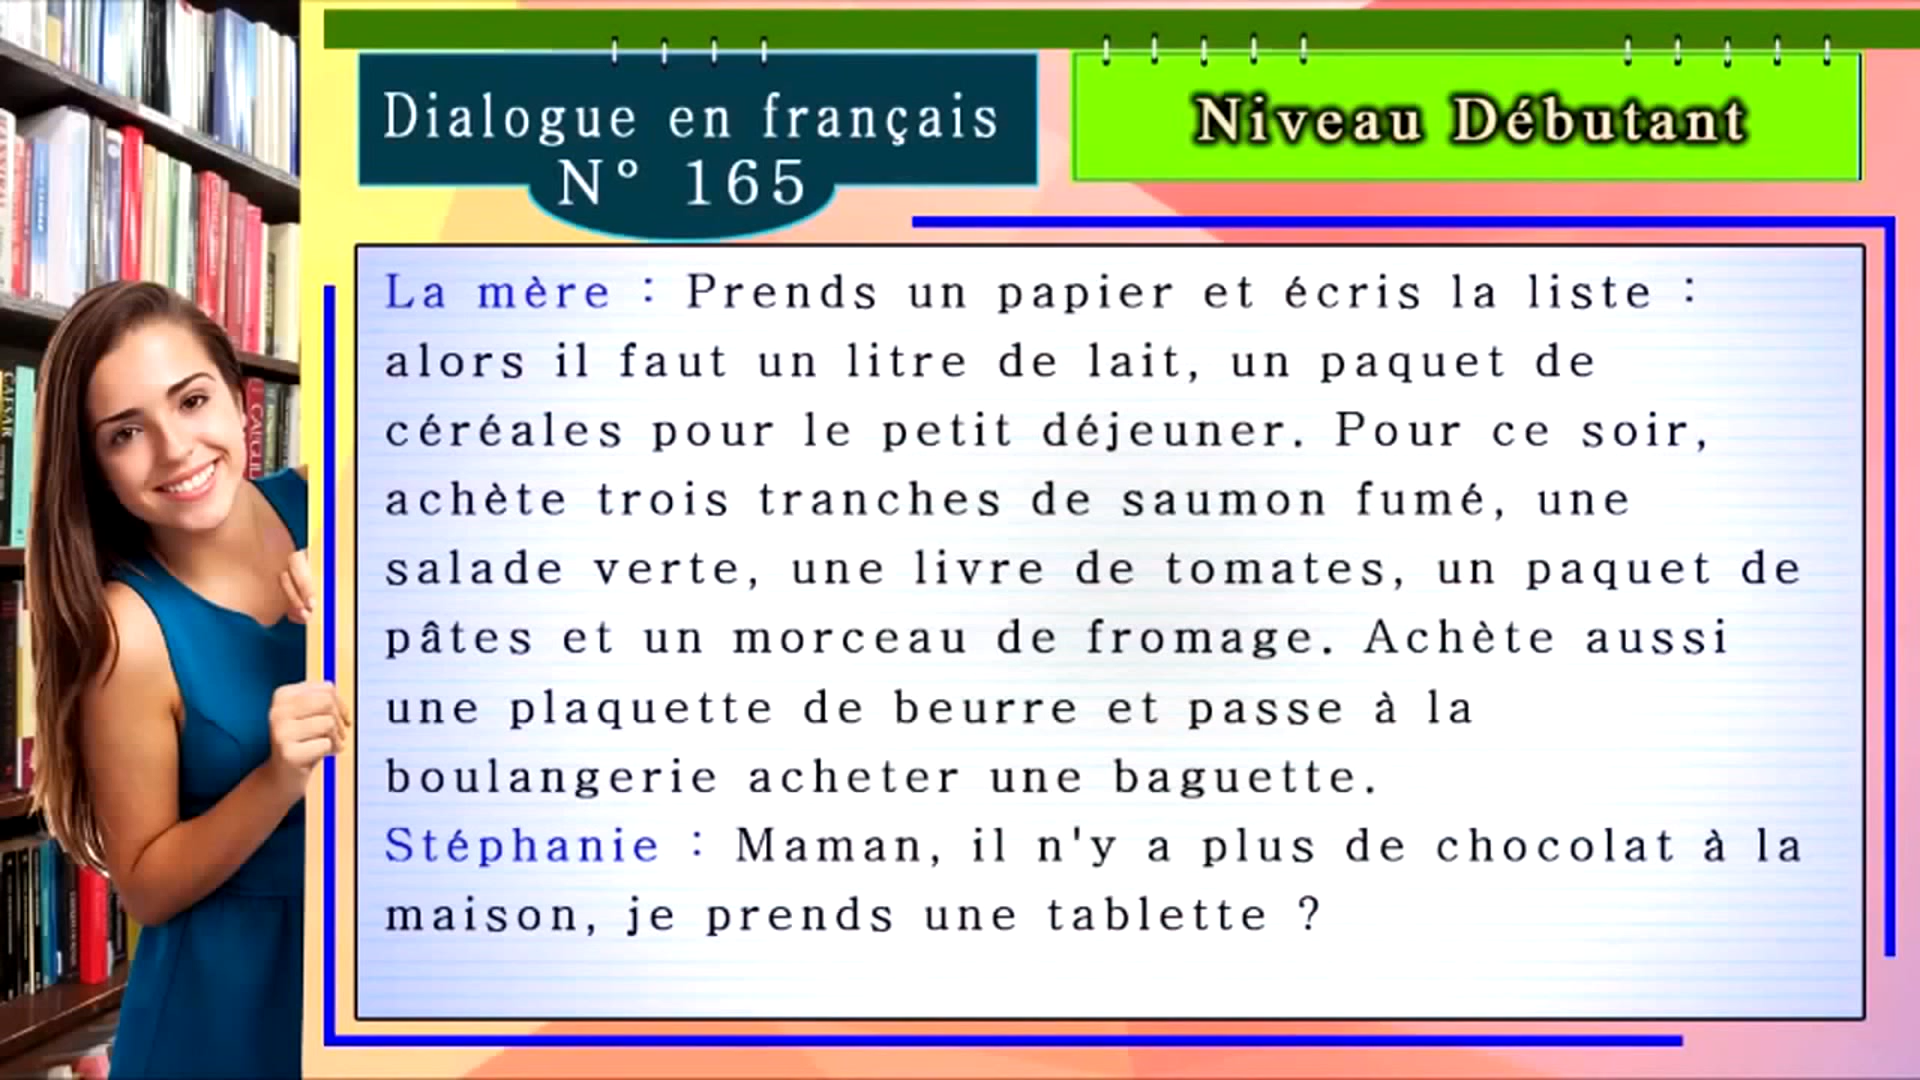 Dialogue en français
N° 165
Niveau Débutant
La mère : Prends un papier et écris la liste :
alors il faut un litre de lait, un paquet de
céréales pour le petit déjeuner. Pour ce soir,
achète trois tranches de saumon fumé, une
salade verte, une livre de tomates, un paquet de
pâtes et un morceau de fromage. Achète aussi
une plaquette de beurre et passe à la
boulangerie acheter une baguette.
Stéphanie : Maman, il n'y a plus de chocolat à la
maison, je prends une tablette ?